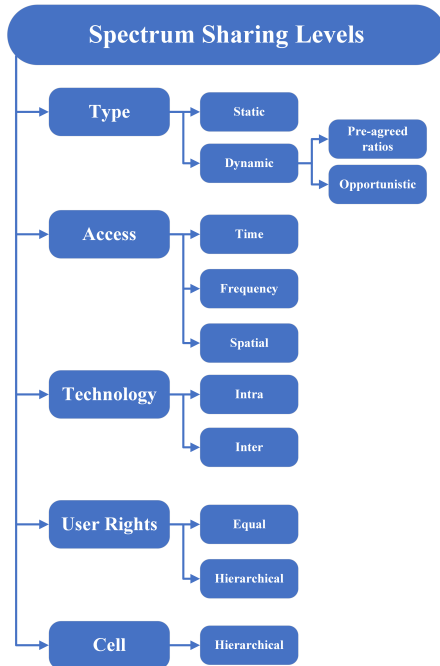 Spectrum Sharing Levels
Type
Static
Dynamic
Pre-agreed
ratios
Opportunistic
Access
Time
Frequency
Spatial
Technology
Intra
Inter
User Rights
Equal
Hierarchical
Cell
Hierarchical